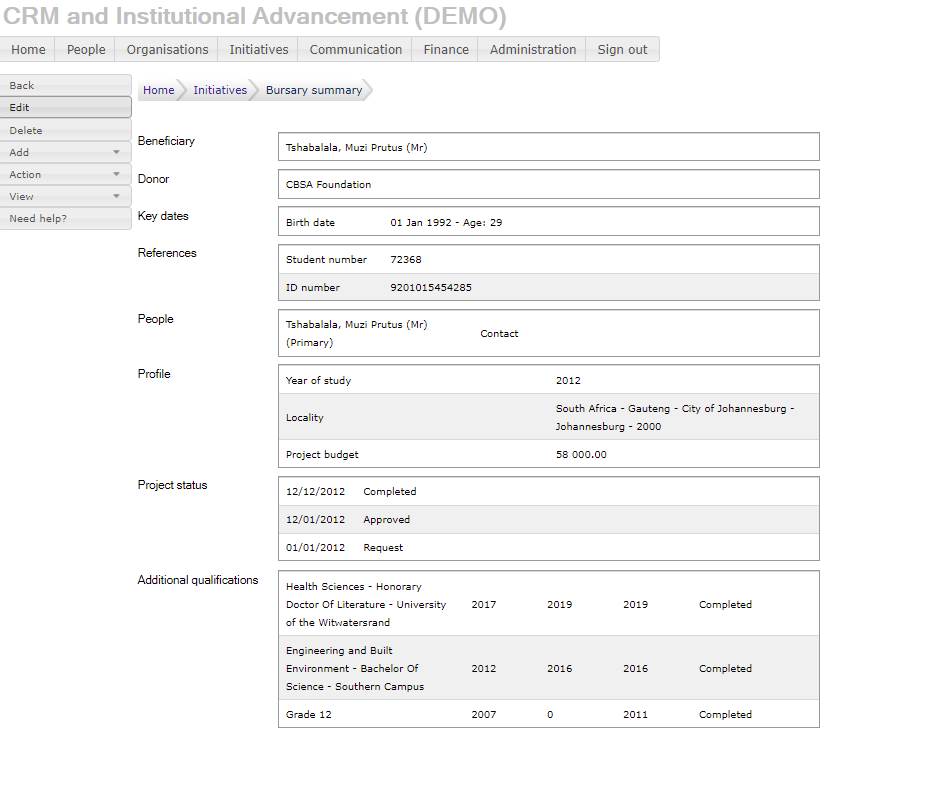 CRM and Institutional Advancement (DEMO)
Home People Organisations Initiatives Communication Finance Administration Sign out
Back
Edit
Delete
Add
Action
View
Need help?
Home Initiatives Bursary summary
Beneficiary
Tshabalala, Muzi Prutus (Mr)
Donor
CBSA Foundation
Key dates
Birth date 01 Jan 1992 - Age: 29
References
Student number 72368
ID number 9201015454285
People
Tshabalala, Muzi Prutus (Mr)
(Primary)
Contact
Profile
Year of study 2012
Locality
South Africa - Gauteng - City of Johannesburg -
Johannesburg - 2000
Project budget 58 000.00
Project status
12/12/2012 Completed
12/01/2012 Approved
01/01/2012 Request
Additional qualifications
Health Sciences - Honorary
Doctor Of Literature - University
of the Witwatersrand
2017 2019 2019 Completed
Engineering and Built
Environment - Bachelor Of
Science - Southern Campus
2012 2016 2016 Completed
Grade 12 2007 0 2011 Completed